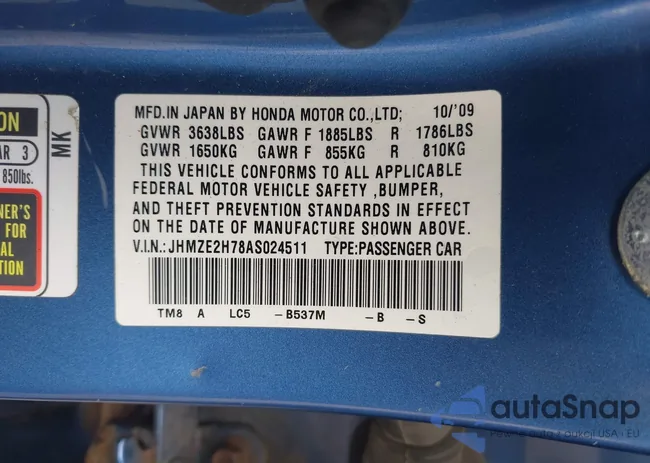 MFD.IN JAPAN BY HONDA MOTOR CO.,LTD; 10/'09
GVWR 3638LBS GAWR F 1885LBS R 1786LBS
GVWR 1650KG GAWR F 855KG R 810KG
THIS VEHICLE CONFORMS TO ALL APPLICABLE
FEDERAL MOTOR VEHICLE SAFETY ,BUMPER,
AND THEFT PREVENTION STANDARDS IN EFFECT
ON THE DATE OF MANUFACTURE SHOWN ABOVE.
V.I.N.:JHMZE2H78AS024511 TYPE:PASSENGER CAR
TM8 A LC5 -B537M -B -S
ON
AR 3
850lbs.
NER'S
FOR
AL
ION
MK
autaSnap